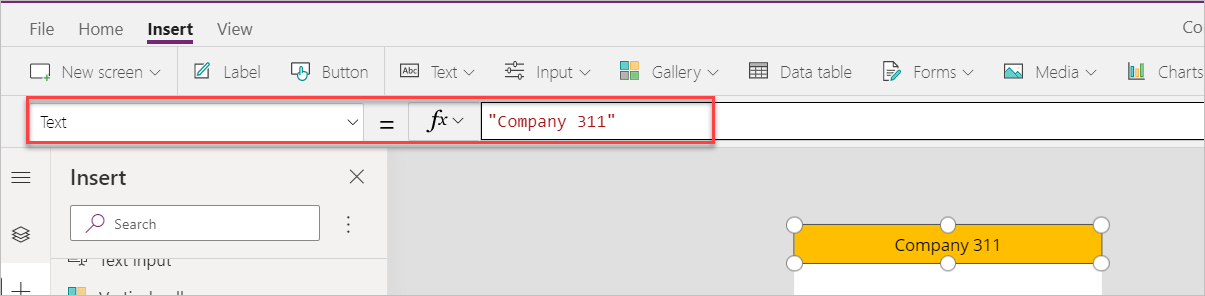 File Home Insert View Co
New screen Label Button Abc Text Input Gallery Data table Forms Media Charts
Text = fx "Company 311"
Insert
Search
Company 311
Text input